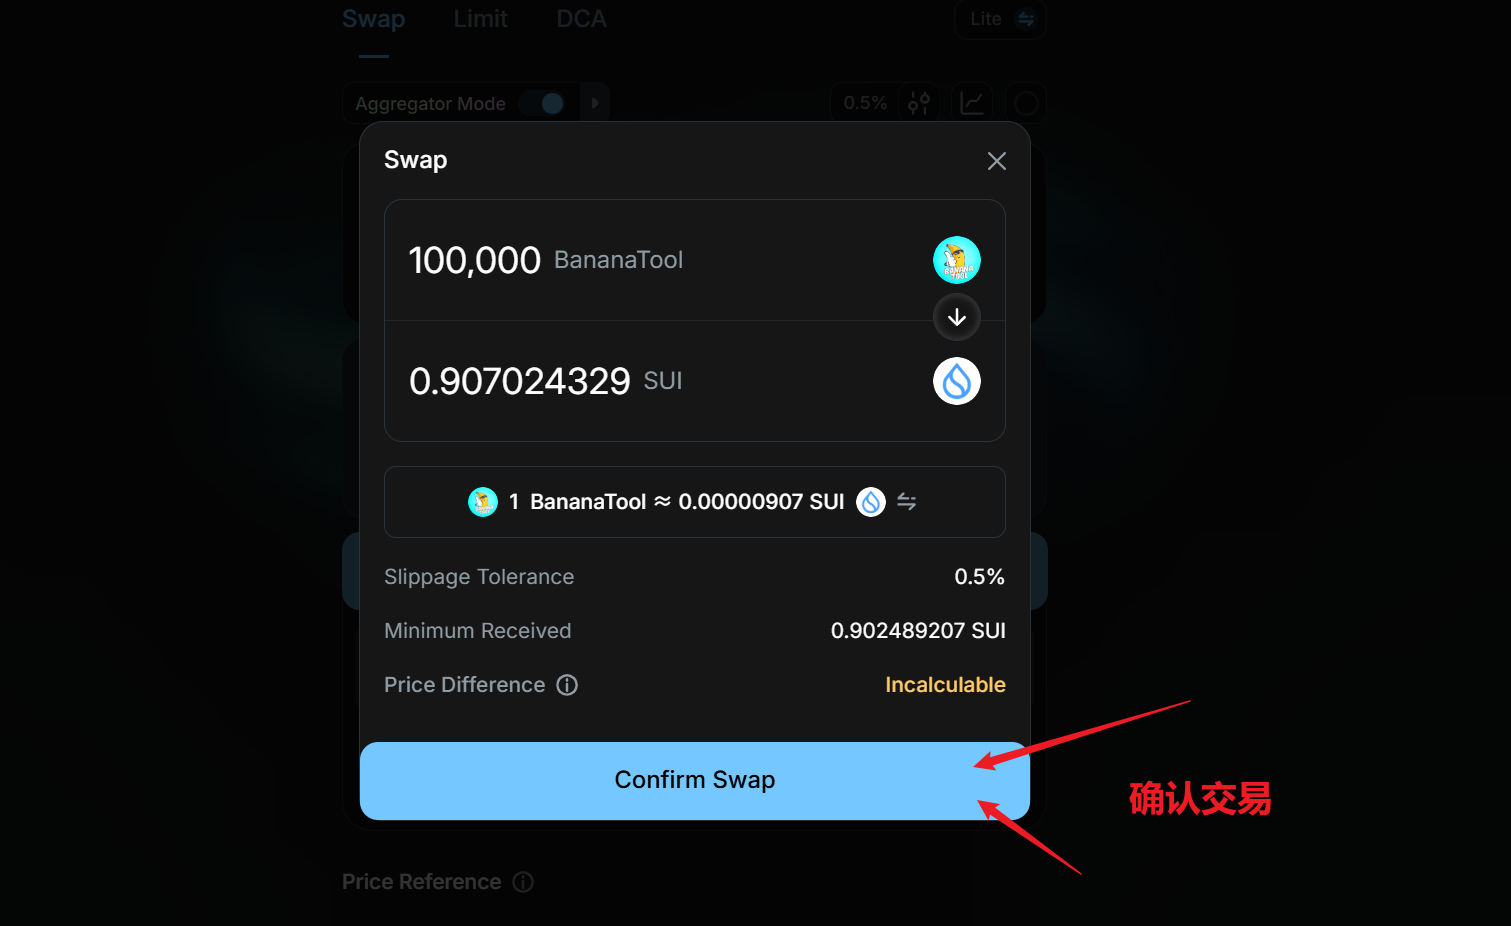 Swap Limit DCA Lite
Aggregator Mode 0.5%
Swap
100,000 BananaTool
BANANA
TOOL
0.907024329 SUI
1 BananaTool ≈ 0.00000907 SUI
Slippage Tolerance 0.5%
Minimum Received 0.902489207 SUI
Price Difference Incalculable
Confirm Swap
确认交易
Price Reference